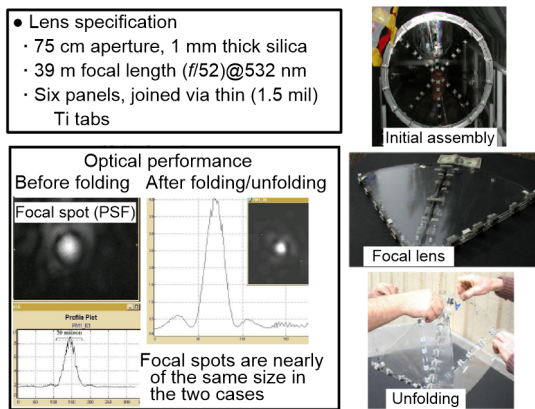 ● Lens specification
· 75 cm aperture, 1 mm thick silica
· 39 m focal length (f/52)@532 nm
· Six panels, joined via thin (1.5 mil)
Ti tabs
Initial assembly
Optical performance
Before folding After folding/unfolding
Focal spot (PSF)
Profile Plot
Focal spots are nearly
of the same size in
the two cases
Focal lens
Unfolding